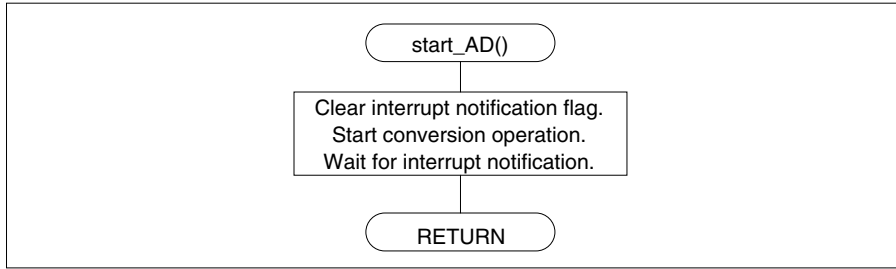 start_AD()
Clear interrupt notification flag.
Start conversion operation.
Wait for interrupt notification.
RETURN